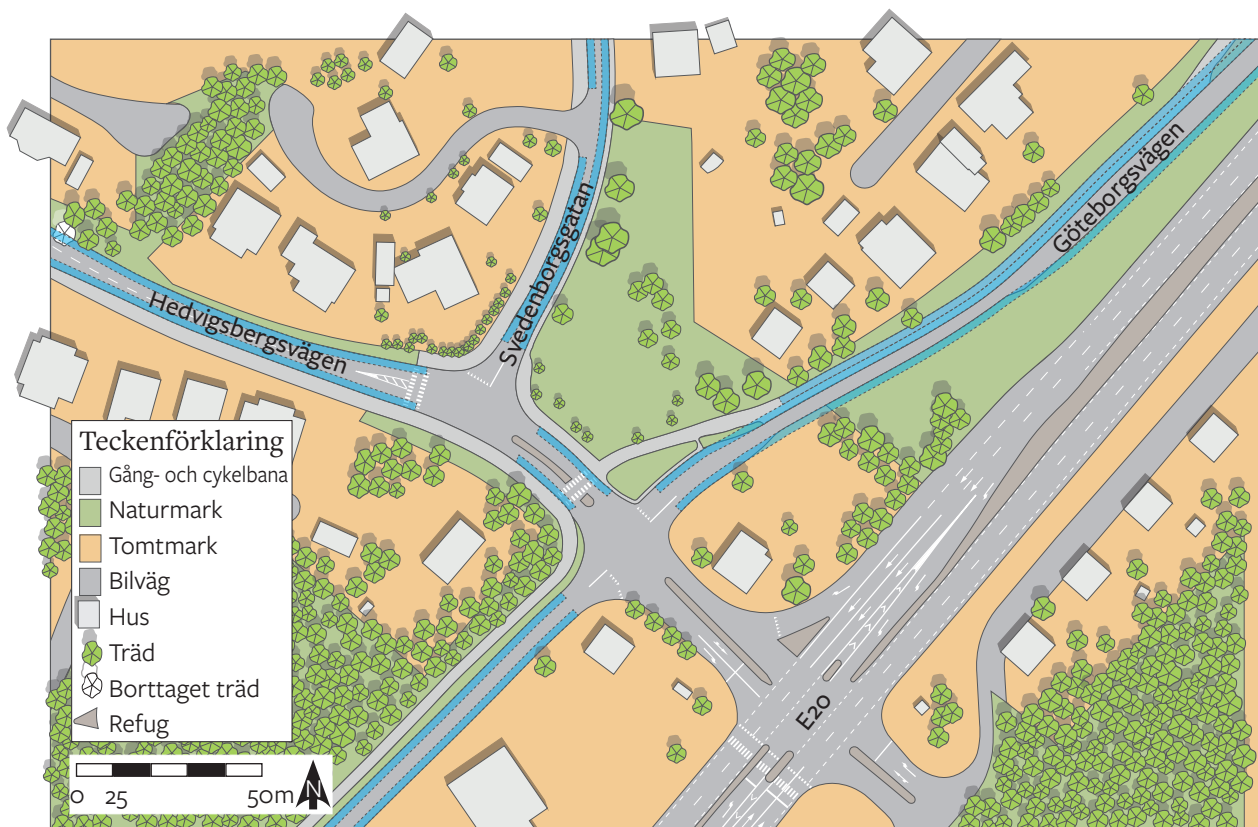 Göteborgsvägen
Svedenborgsgatan
Hedvigsbergsvägen
Teckenförklaring
Gång- och cykelbana
Naturmark
Tomtmark
Bilväg
Hus
Träd
Borttaget träd
Refug
E20
0 25 50m
N